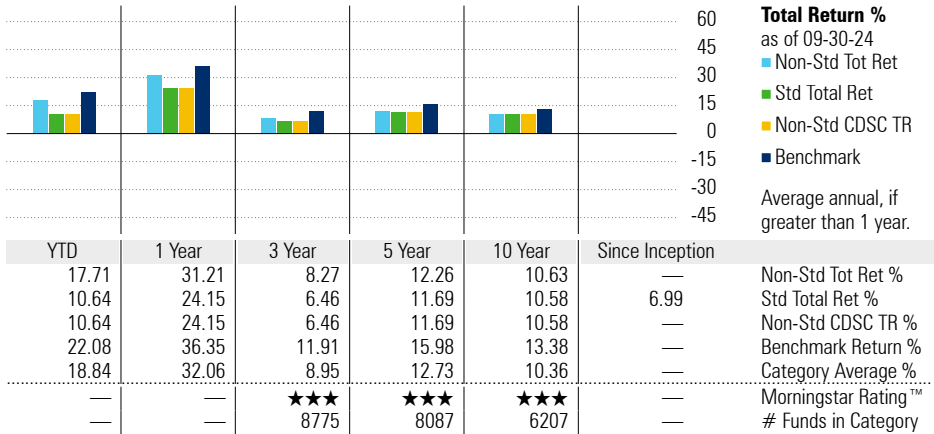 60
45
30
15
0
-15
-30
-45
Total Return %
as of 09-30-24
Non-Std Tot Ret
Std Total Ret
Non-Std CDSC TR
Benchmark
Average annual, if
greater than 1 year.
YTD 1 Year 3 Year 5 Year 10 Year Since Inception
17.71 31.21 8.27 12.26 10.63 — Non-Std Tot Ret %
10.64 24.15 6.46 11.69 10.58 6.99 Std Total Ret %
10.64 24.15 6.46 11.69 10.58 — Non-Std CDSC TR %
22.08 36.35 11.91 15.98 13.38 — Benchmark Return %
18.84 32.06 8.95 12.73 10.36 — Category Average %
— — ★★★ ★★★ ★★★ — Morningstar Rating™
— — 8775 8087 6207 — # Funds in Category